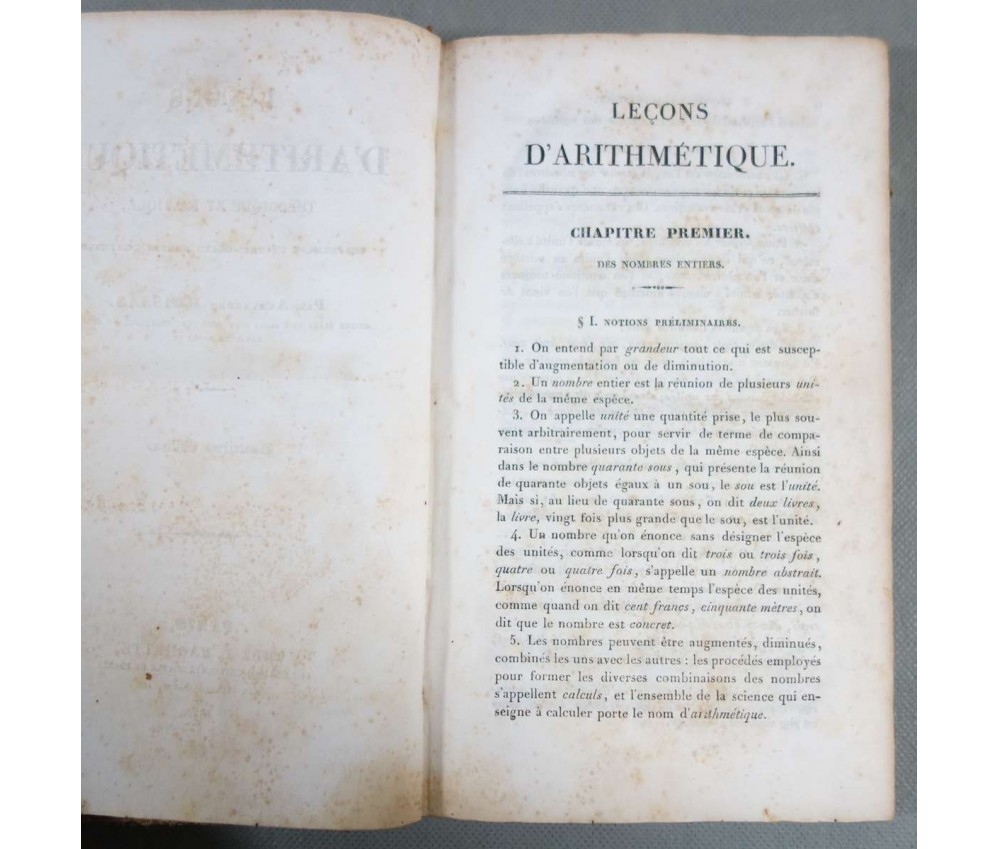 LEÇONS
D'ARITHMÉTIQUE.
CHAPITRE PREMIER.
DES NOMBRES ENTIERS.
§ I. NOTIONS PRÉLIMINAIRES.
1. On entend par grandeur tout ce qui est suscep-
tible d'augmentation ou de diminution.
2. Un nombre entier est la réunion de plusieurs uni-
tés de la même espèce.
3. On appelle unité une quantité prise, le plus sou-
vent arbitrairement, pour servir de terme de compa-
raison entre plusieurs objets de la même espèce. Ainsi
dans le nombre quarante sous, qui présente la réunion
de quarante objets égaux à un sou, le sou est l'unité.
Mais si, au lieu de quarante sous, on dit deux livres,
la livre, vingt fois plus grande que le sou, est l'unité.
4. Un nombre qu'on énonce sans désigner l'espèce
des unités, comme lorsqu'on dit trois ou trois fois,
quatre ou quatre fois, s'appelle un nombre abstrait.
Lorsqu'on énonce en même temps l'espèce des unités,
comme quand on dit cent francs, cinquante mètres, on
dit que le nombre est concret.
5. Les nombres peuvent être augmentés, diminués,
combinés les uns avec les autres : les procédés employés
pour former les diverses combinaisons des nombres
s'appellent calculs, et l'ensemble de la science qui en-
seigne à calculer porte le nom d'arithmétique.